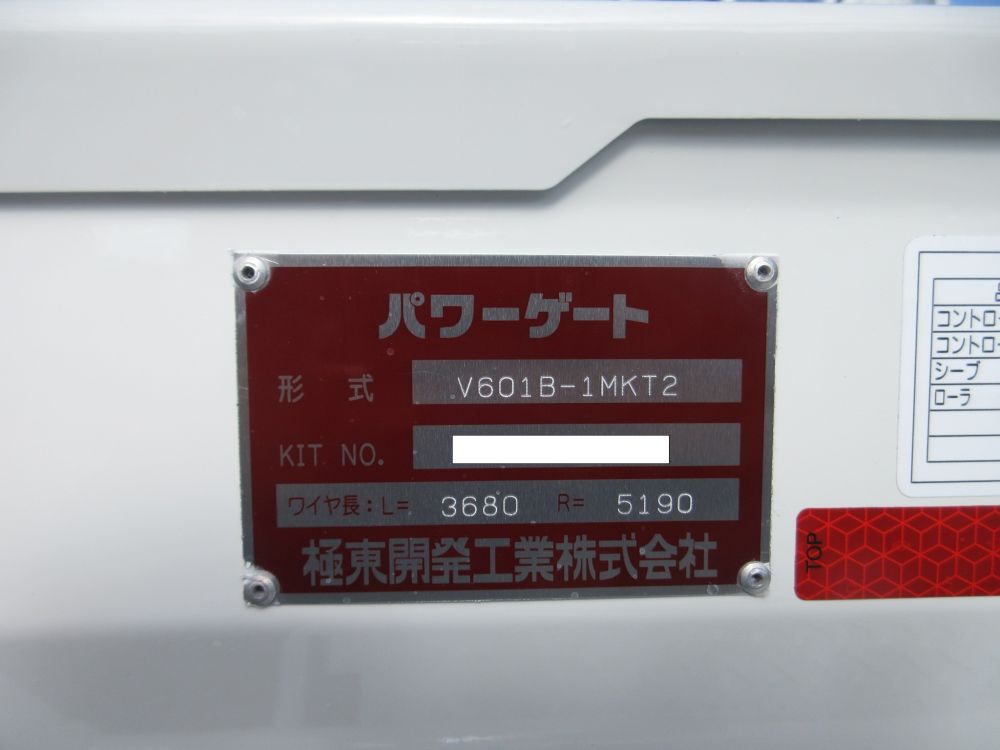 パワーゲート
形式 V601B-1MKT2
KIT NO.
ワイヤ長:L= 3680 R= 5190
極東開発工業株式会社
コントロ
コントロ
シーブ
ローラ
TOP